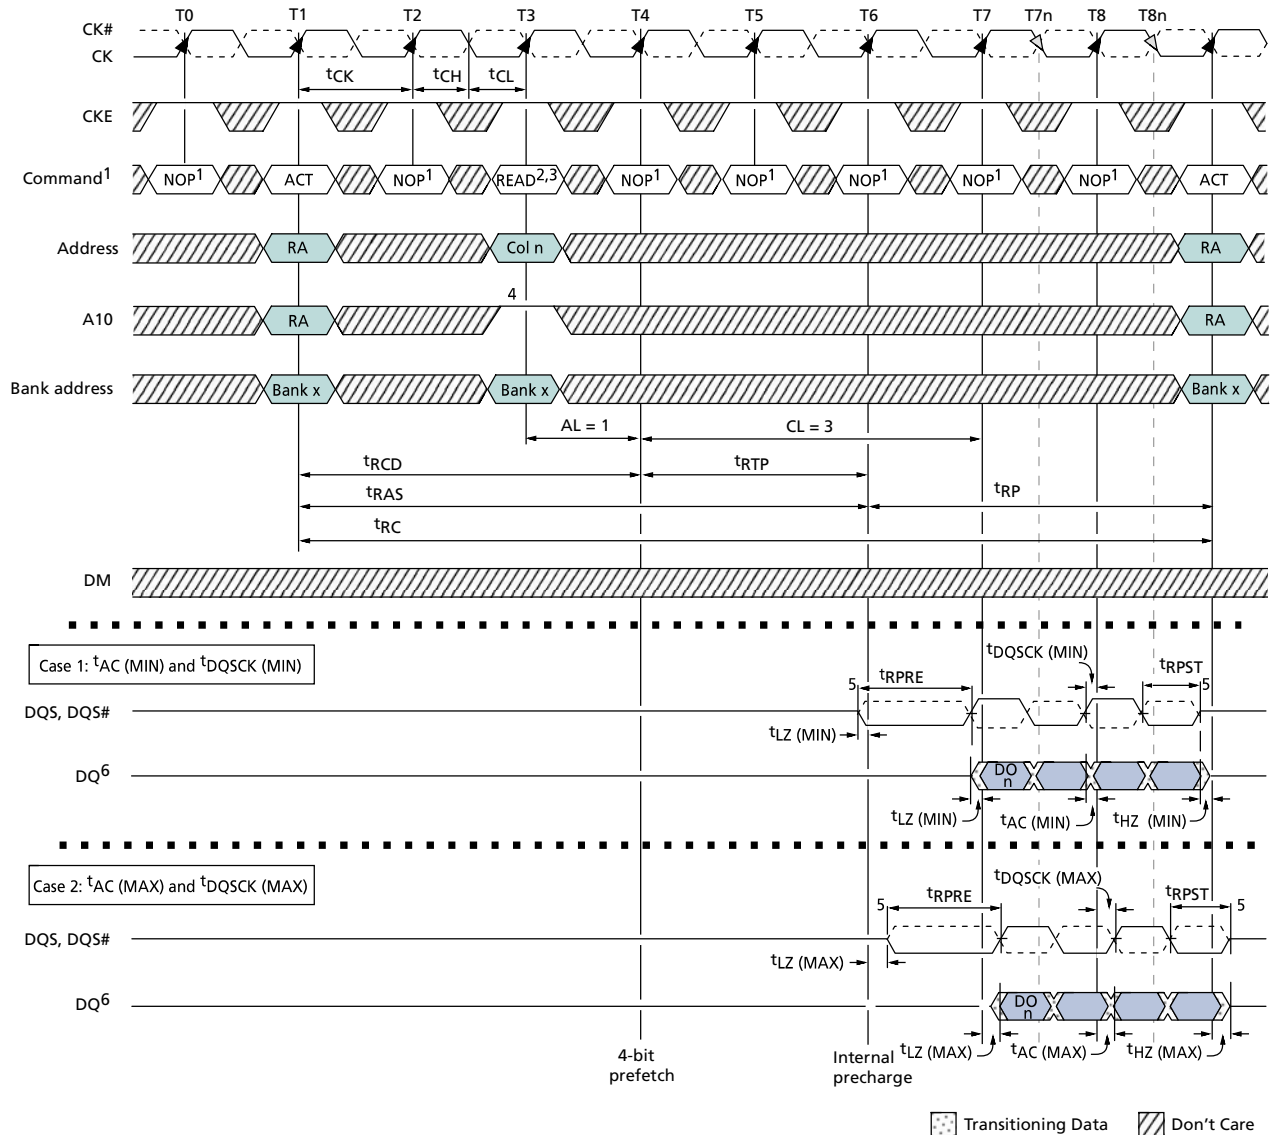 T0 T1 T2 T3 T4 T5 T6 T7 T7n T8 T8n
CK#
CK
tCK tCH tCL
CKE
Command1 NOP1 ACT NOP1 READ2,3 NOP1 NOP1 NOP1 NOP1 NOP1 ACT
Address RA Col n RA
4
A10 RA RA
Bank address Bank x Bank x Bank x
AL = 1 CL = 3
tRCD tRTP
tRAS tRP
tRC
DM
Case 1: tAC (MIN) and tDQSCK (MIN)
tDQSCK (MIN)
5 tRPRE tRPST 5
DQS, DQS#
tLZ (MIN)
DQ6 DO n
tLZ (MIN) tAC (MIN) tHZ (MIN)
Case 2: tAC (MAX) and tDQSCK (MAX)
tDQSCK (MAX)
5 tRPRE tRPST 5
DQS, DQS#
tLZ (MAX)
DQ6 DO n
tLZ (MAX) tAC (MAX) tHZ (MAX)
4-bit
prefetch
Internal
precharge
Transitioning Data Don't Care